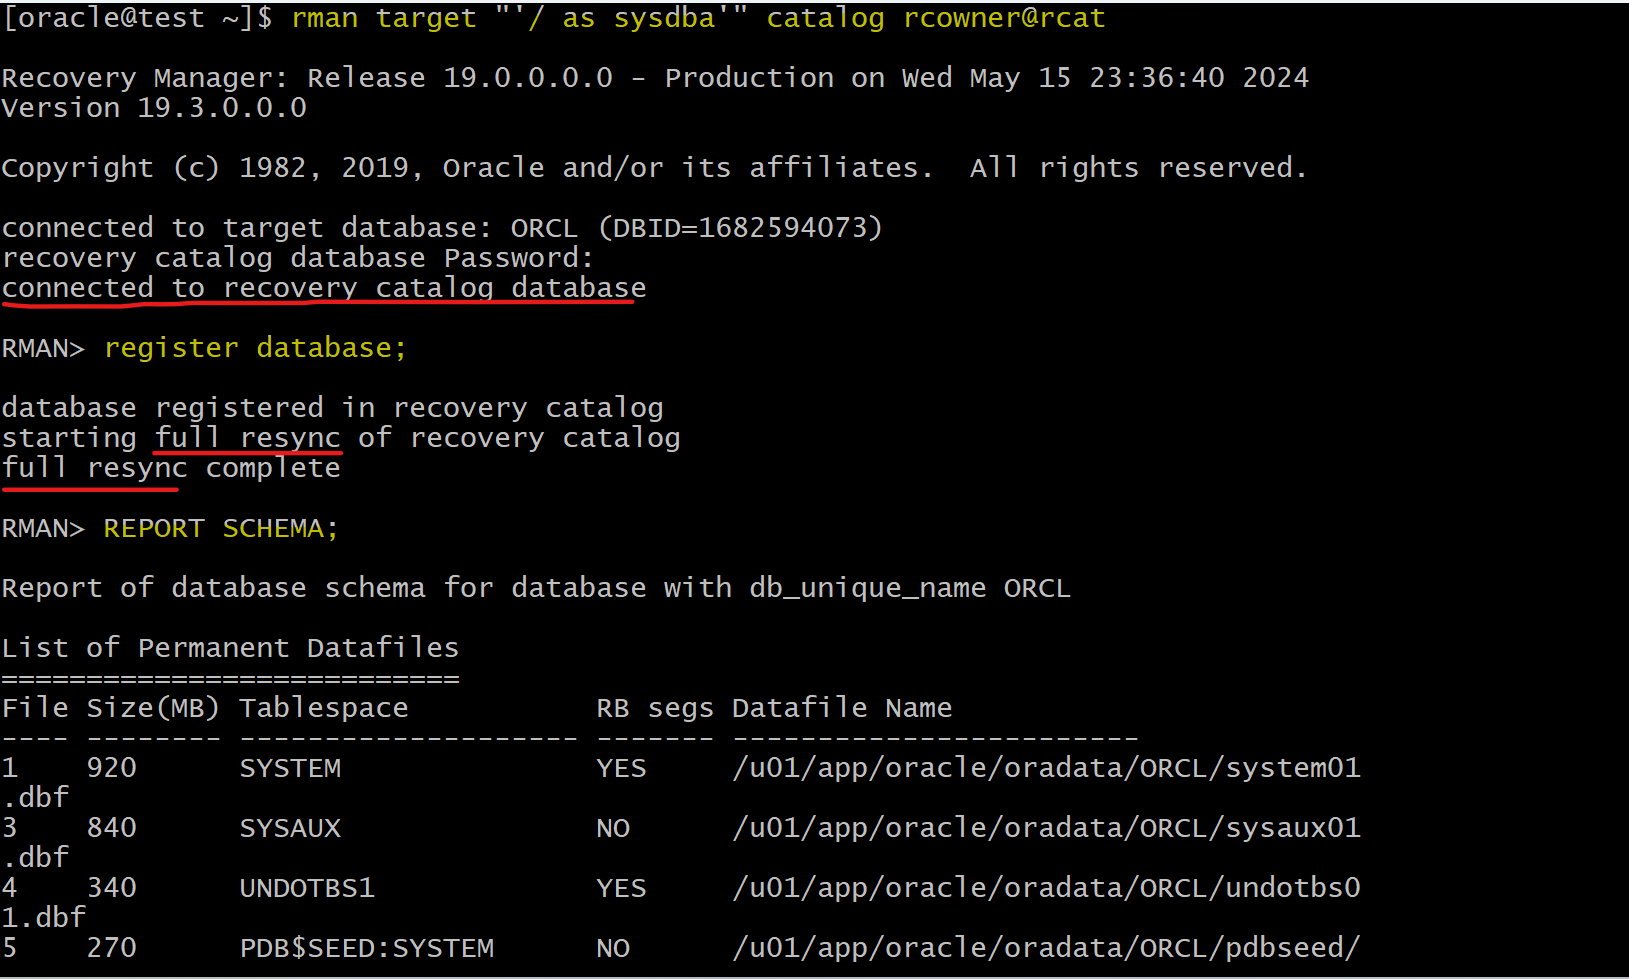 [oracle@test ~]$ rman target "'/ as sysdba'" catalog rcowner@rcat
Recovery Manager: Release 19.0.0.0.0 - Production on Wed May 15 23:36:40 2024
Version 19.3.0.0.0
Copyright (c) 1982, 2019, Oracle and/or its affiliates.  All rights reserved.
connected to target database: ORCL (DBID=1682594073)
recovery catalog database Password:
connected to recovery catalog database
RMAN> register database;
database registered in recovery catalog
starting full resync of recovery catalog
full resync complete
RMAN> REPORT SCHEMA;
Report of database schema for database with db_unique_name ORCL
List of Permanent Datafiles
===========================
File Size(MB) Tablespace           RB segs Datafile Name
---- -------- -------------------- ------- ------------------------
1    920      SYSTEM               YES     /u01/app/oracle/oradata/ORCL/system01
.dbf
3    840      SYSAUX               NO      /u01/app/oracle/oradata/ORCL/sysaux01
.dbf
4    340      UNDOTBS1             YES     /u01/app/oracle/oradata/ORCL/undotbs0
1.dbf
5    270      PDB$SEED:SYSTEM      NO      /u01/app/oracle/oradata/ORCL/pdbseed/